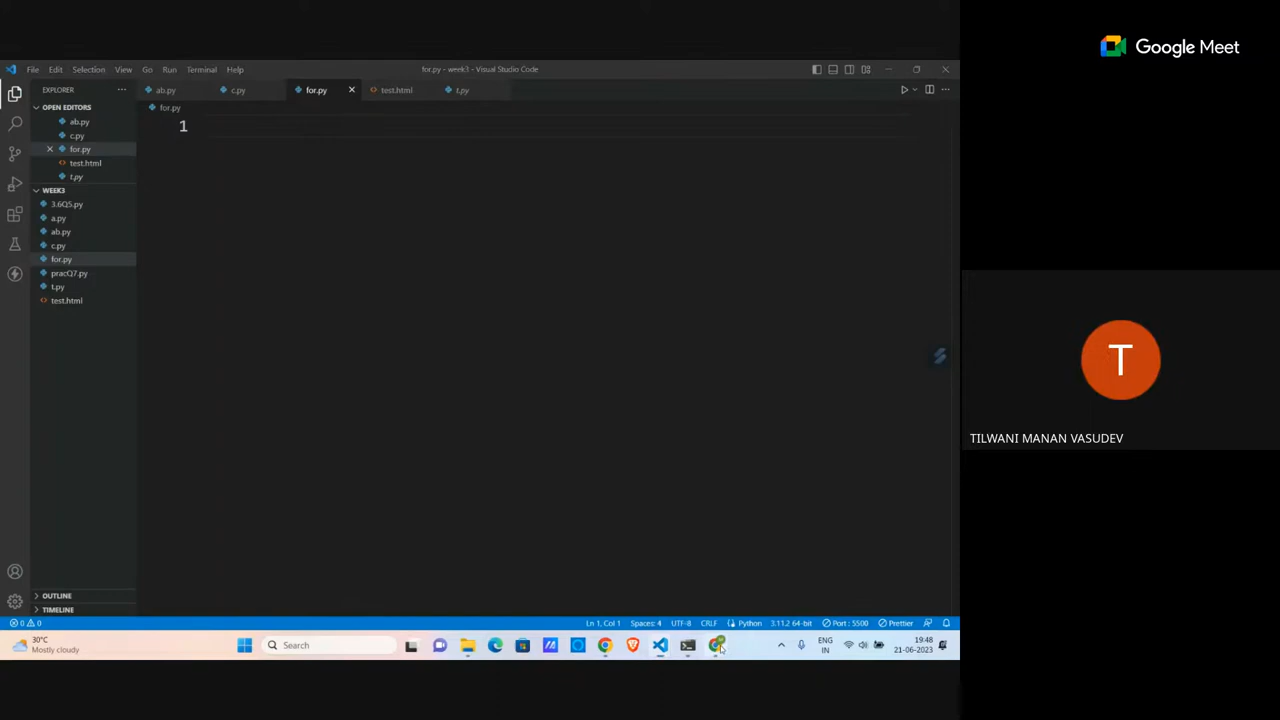 Google Meet
File Edit Selection View Go Run Terminal Help
for.py - week3 - Visual Studio Code
EXPLORER
ab.py c.py for.py test.html t.py
OPEN EDITORS
for.py
ab.py
1
c.py
for.py
test.html
t.py
WEEK3
3.6Q5.py
a.py
ab.py
c.py
for.py
pracQ7.py
t.py
test.html
T
TILWANI MANAN VASUDEV
OUTLINE
TIMELINE
0 0
Ln 1, Col 1 Spaces: 4 UTF-8 CRLF Python 3.11.2 64-bit Port : 5500 Prettier
30°C
Mostly cloudy
Search
ENG
IN
19:48
21-06-2023